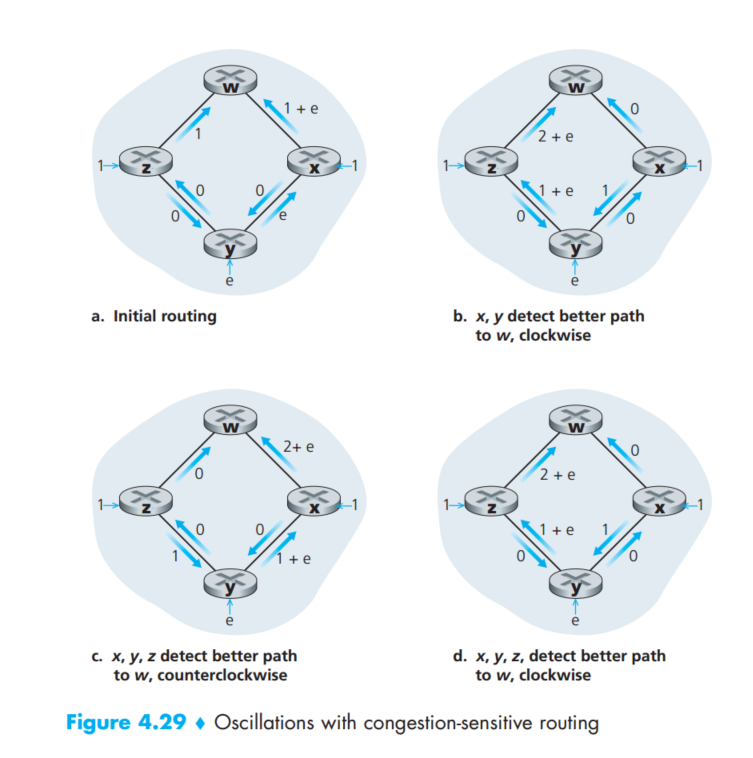 w
1 + e
1
1
z
x
1
0
0
0
e
y
e
a. Initial routing
w
0
2 + e
1
z
x
1
1 + e
1
0
0
y
e
b. x, y detect better path
to w, clockwise
w
2+ e
0
1
z
x
1
0
0
1
1 + e
y
e
c. x, y, z detect better path
to w, counterclockwise
w
0
2 + e
1
z
x
1
1 + e
1
0
0
y
e
d. x, y, z, detect better path
to w, clockwise
Figure 4.29 ♦ Oscillations with congestion-sensitive routing